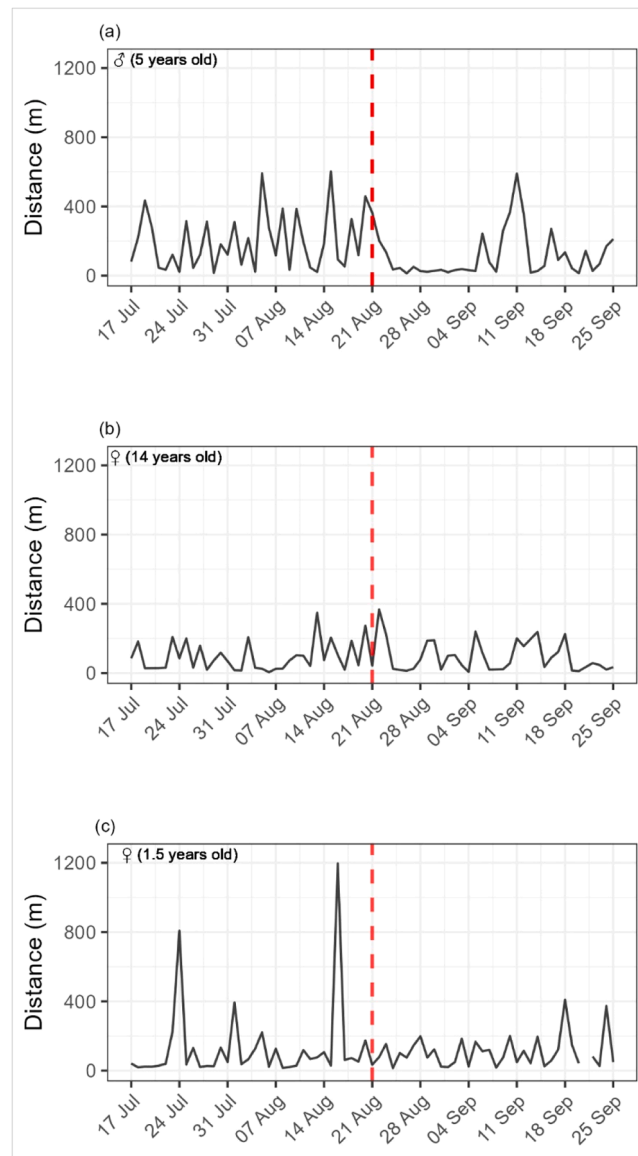 (a)
♂ (5 years old)
1200
800
400
0
Distance (m)
17 Jul
24 Jul
31 Jul
07 Aug
14 Aug
21 Aug
28 Aug
04 Sep
11 Sep
18 Sep
25 Sep
(b)
♀ (14 years old)
1200
800
400
0
Distance (m)
17 Jul
24 Jul
31 Jul
07 Aug
14 Aug
21 Aug
28 Aug
04 Sep
11 Sep
18 Sep
25 Sep
(c)
♀ (1.5 years old)
1200
800
400
0
Distance (m)
17 Jul
24 Jul
31 Jul
07 Aug
14 Aug
21 Aug
28 Aug
04 Sep
11 Sep
18 Sep
25 Sep